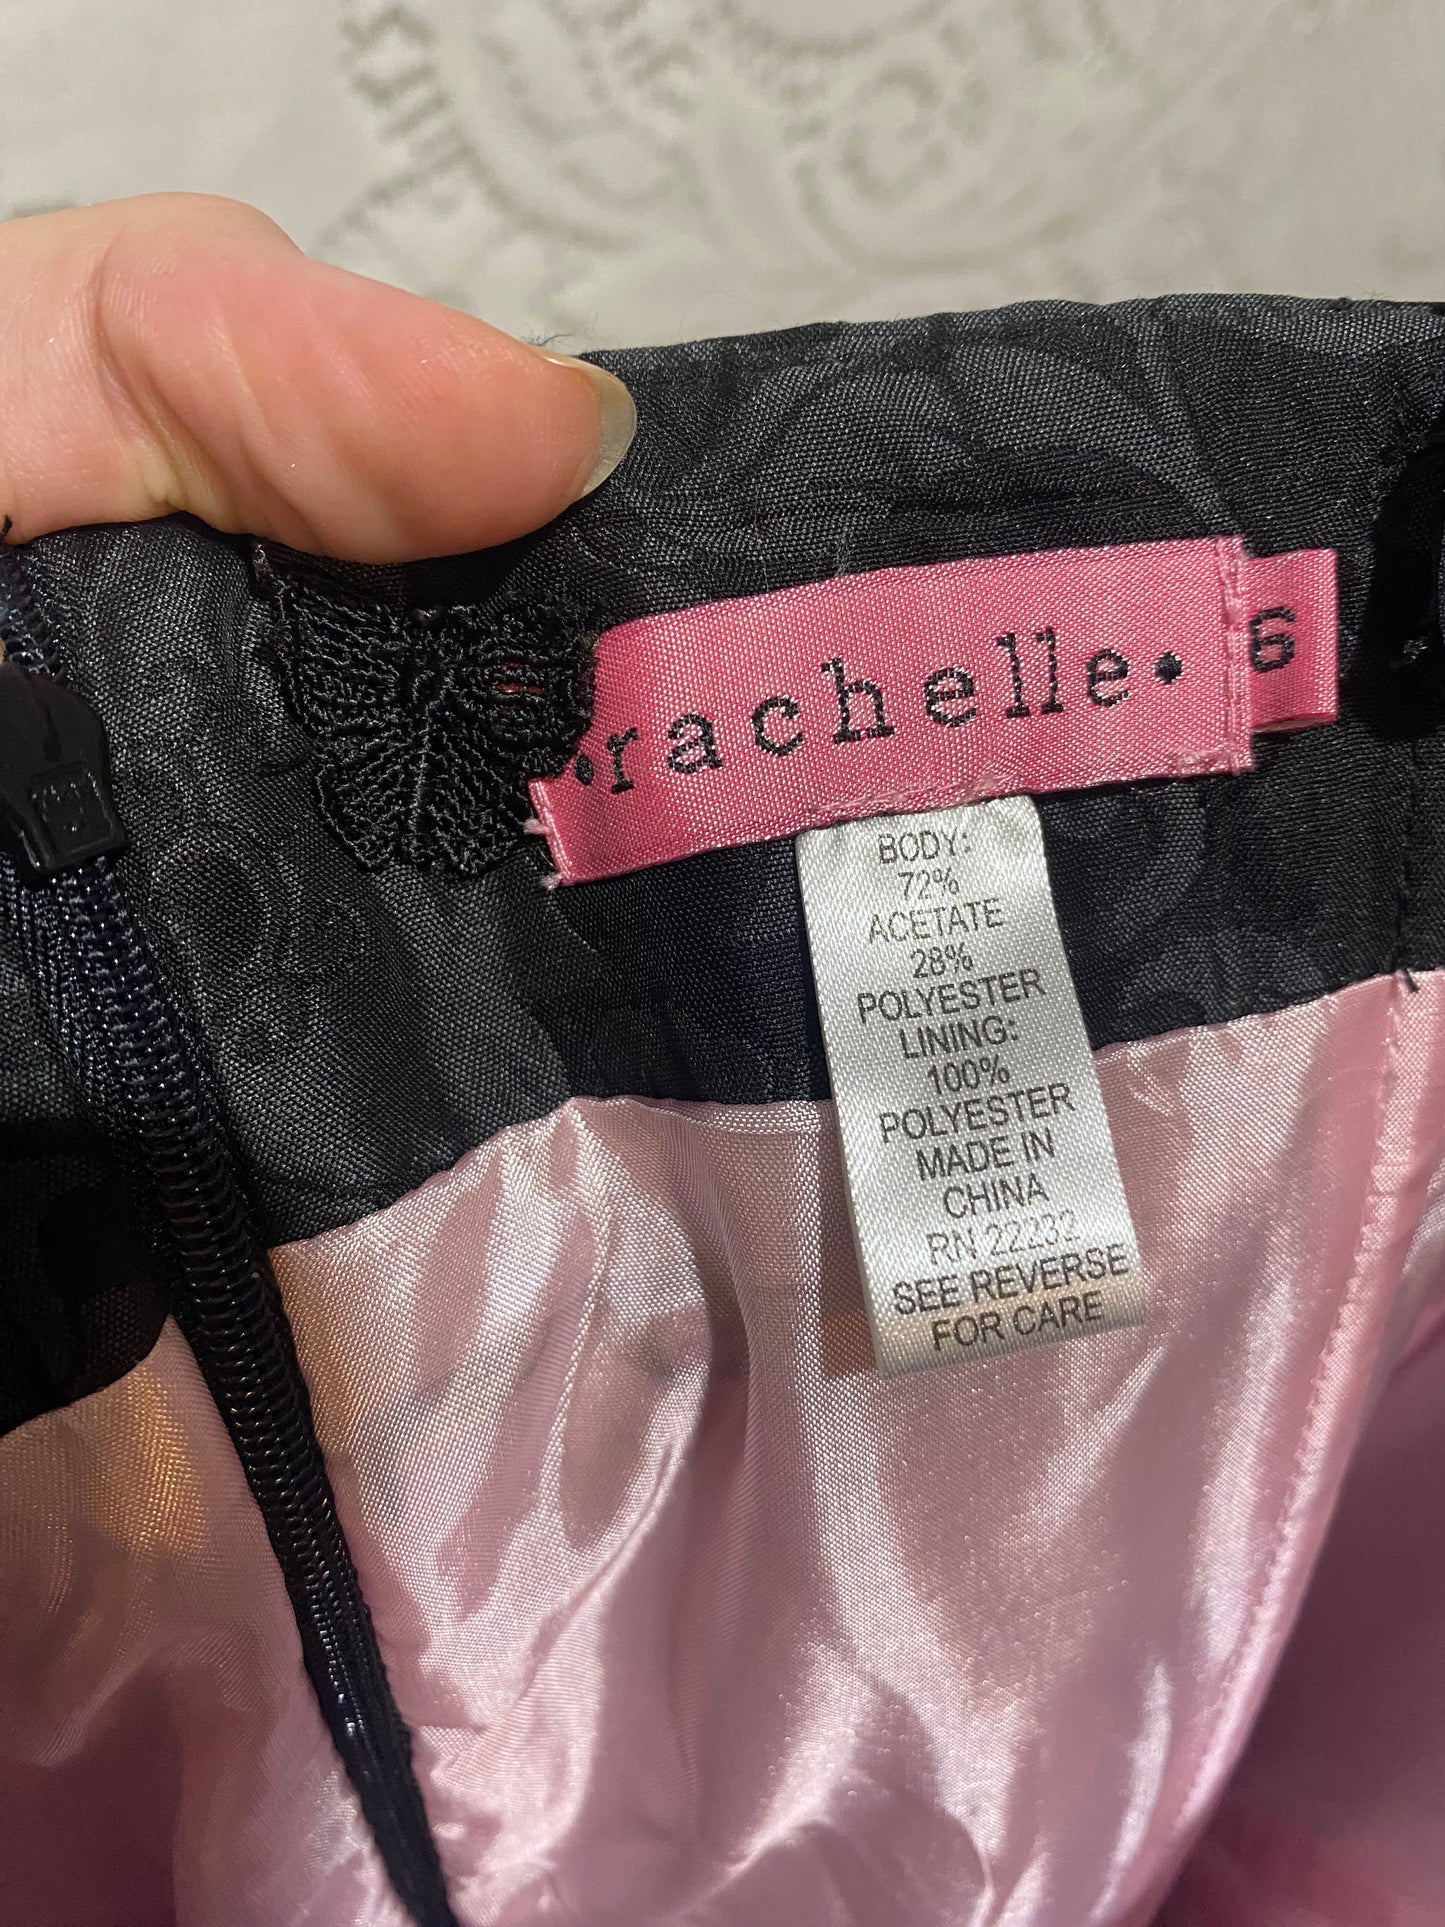 •rachelle•
6
BODY:
72%
ACETATE
28%
POLYESTER
LINING:
100%
POLYESTER
MADE IN
CHINA
RN 22232
SEE REVERSE
FOR CARE